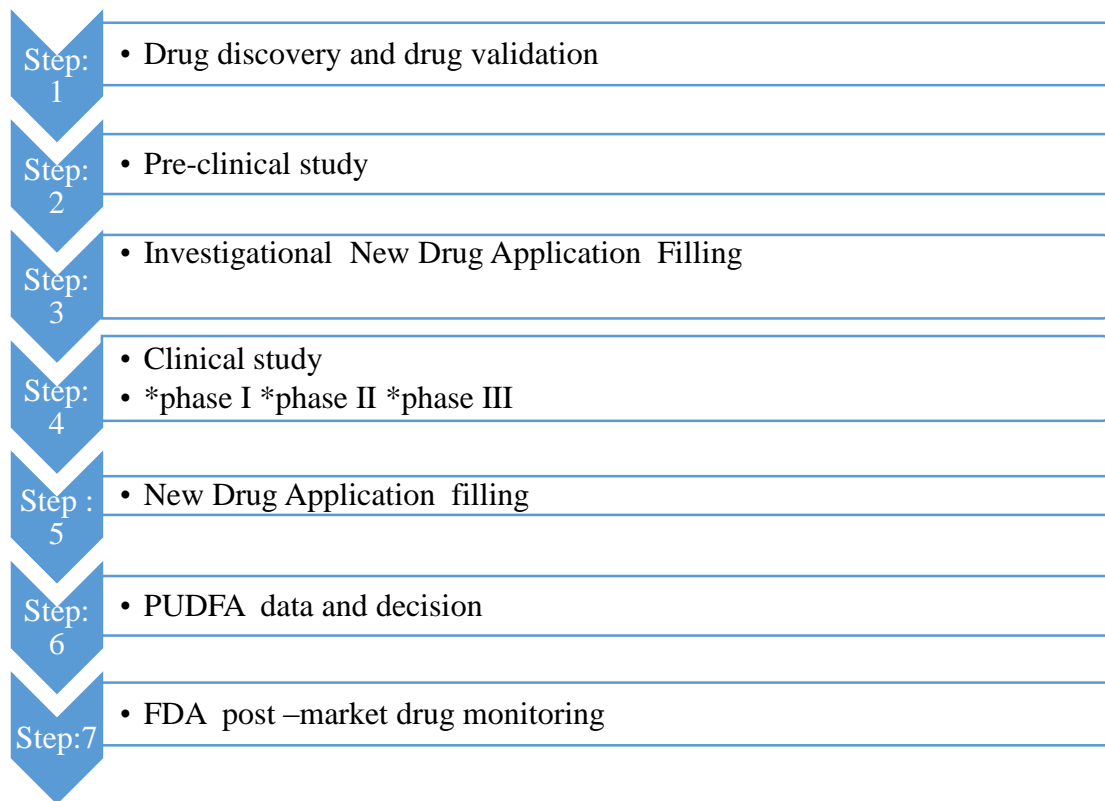 Step:
1
• Drug discovery and drug validation
Step:
2
• Pre-clinical study
Step:
3
• Investigational  New Drug Application  Filling
Step:
4
• Clinical study
• *phase I *phase II *phase III
Step :
5
• New Drug Application  filling
Step:
6
• PUDFA  data and decision
Step:7
• FDA  post –market drug monitoring